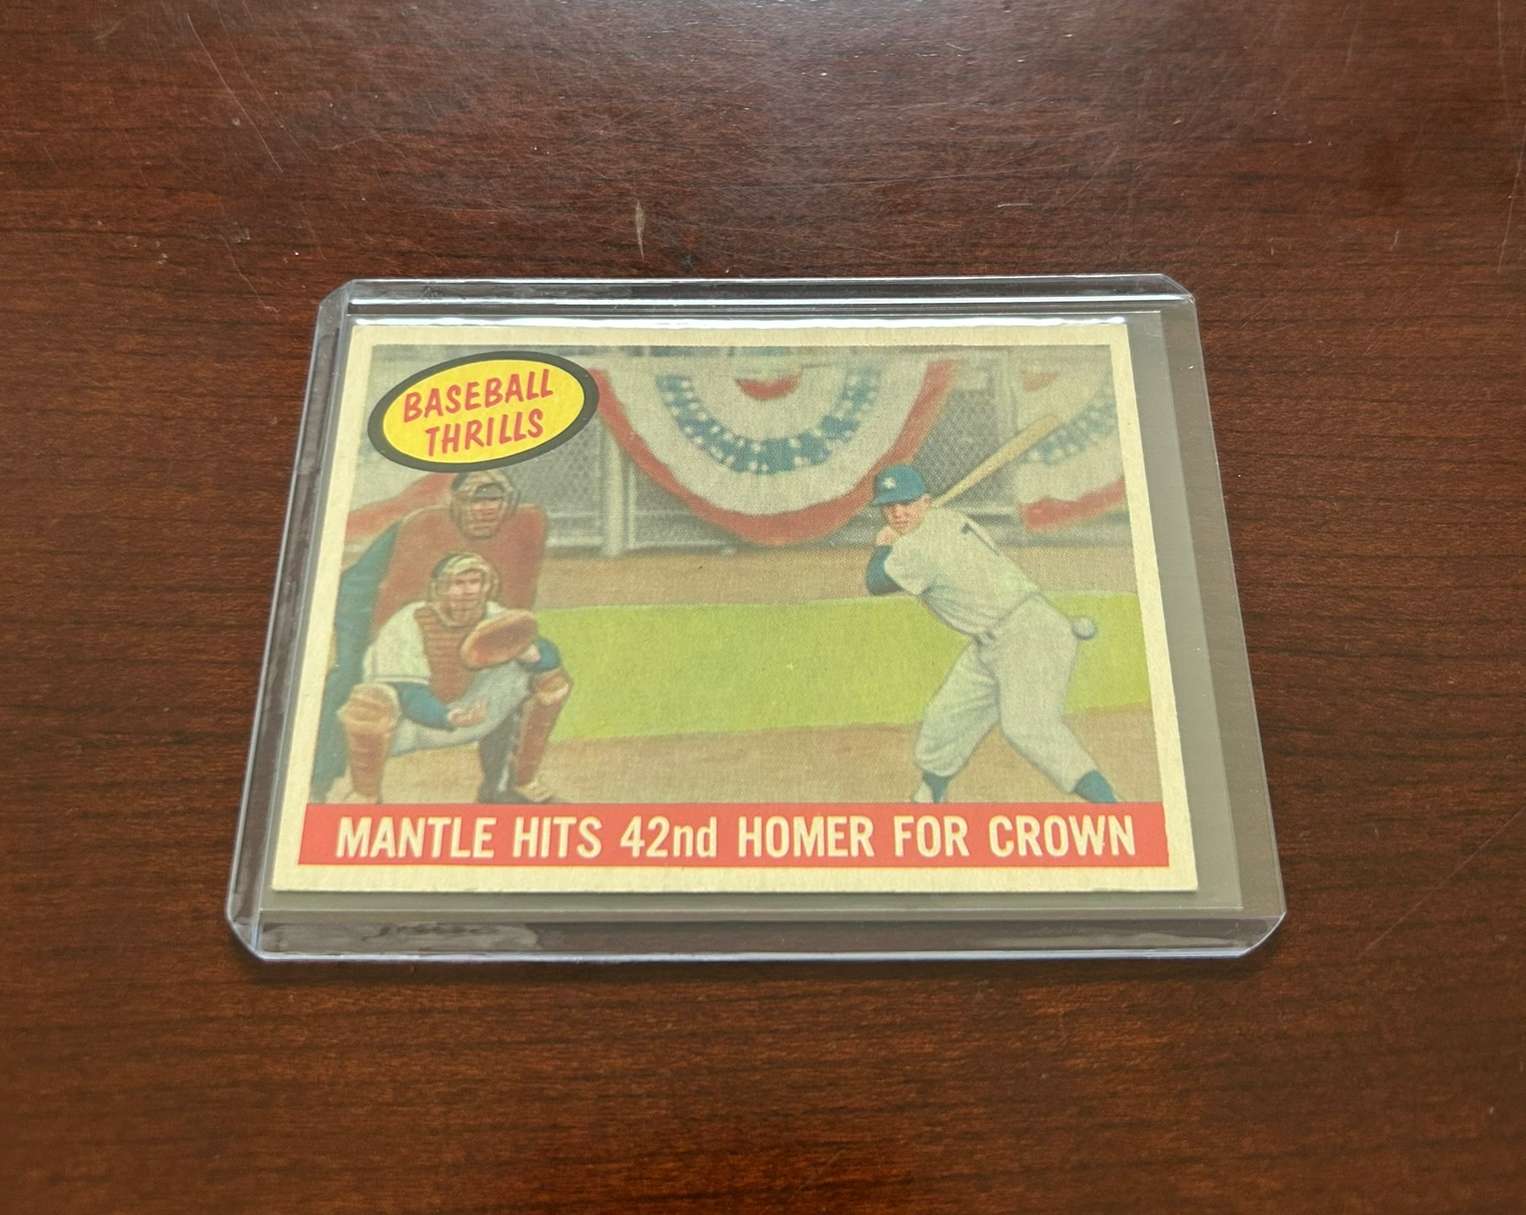 BASEBALL
THRILLS
MANTLE HITS 42nd HOMER FOR CROWN